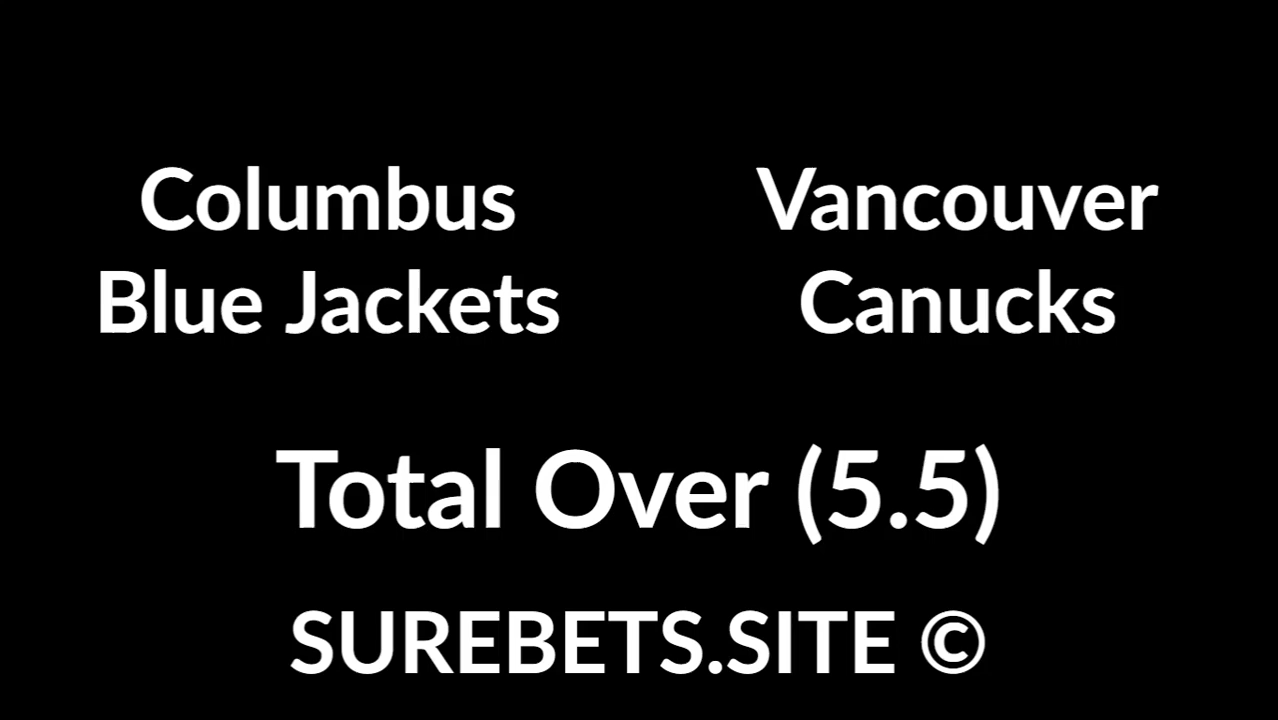 Columbus
Blue Jackets
Vancouver
Canucks
Total Over (5.5)
SUREBETS.SITE ©